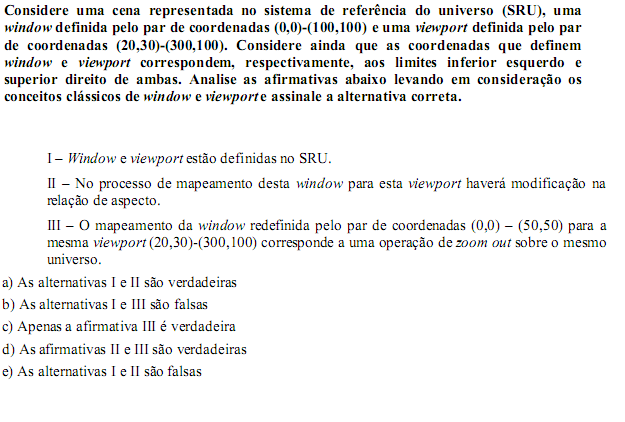 Considere uma cena representada no sistema de referência do universo (SRU), uma
window definida pelo par de coordenadas (0,0)-(100,100) e uma viewport definida pelo par
de coordenadas (20,30)-(300,100). Considere ainda que as coordenadas que definem
window e viewport correspondem, respectivamente, aos limites inferior esquerdo e
superior direito de ambas. Analise as afirmativas abaixo levando em consideração os
conceitos clássicos de window e viewport e assinale a alternativa correta.
I – Window e viewport estão definidas no SRU.
II – No processo de mapeamento desta window para esta viewport haverá modificação na
relação de aspecto.
III – O mapeamento da window redefinida pelo par de coordenadas (0,0) – (50,50) para a
mesma viewport (20,30)-(300,100) corresponde a uma operação de zoom out sobre o mesmo
universo.
a) As alternativas I e II são verdadeiras
b) As alternativas I e III são falsas
c) Apenas a afirmativa III é verdadeira
d) As afirmativas II e III são verdadeiras
e) As alternativas I e II são falsas